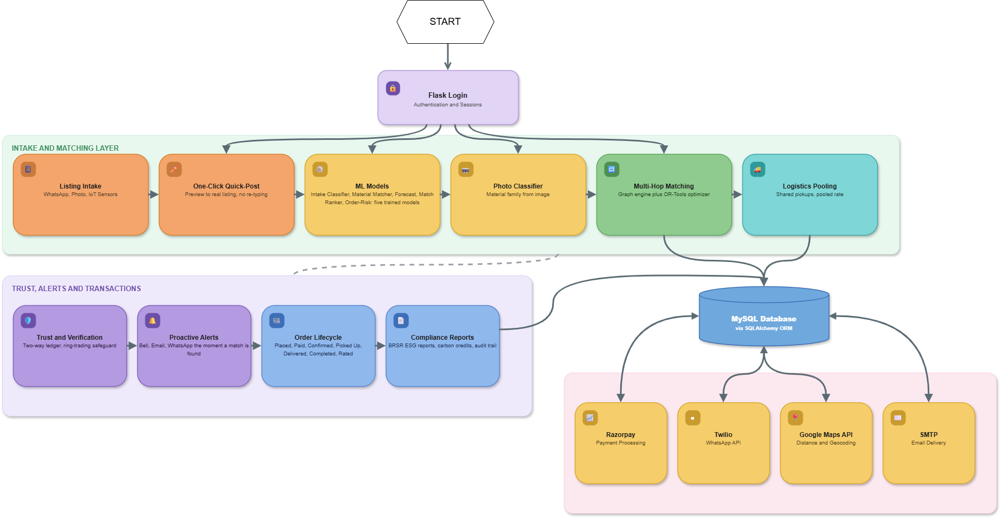 START
Flask Login
Authentication and Sessions
INTAKE AND MATCHING LAYER
Listing Intake
WhatsApp, Photo, IoT Sensors
One-Click Quick-Post
Preview to real listing, no re-typing
ML Models
Intake Classifier, Material Matcher, Forecast, Match
Ranker, Order-Risk: five trained models
Photo Classifier
Material family from image
Multi-Hop Matching
Graph engine plus OR-Tools optimizer
Logistics Pooling
Shared pickups, pooled rate
TRUST, ALERTS AND TRANSACTIONS
Trust and Verification
Two-way ledger, ring-trading safeguard
Proactive Alerts
Bell, Email, WhatsApp the moment a match is
found
Order Lifecycle
Placed, Paid, Confirmed, Picked Up,
Delivered, Completed, Rated
Compliance Reports
BRSR ESG reports, carbon credits, audit trail
MySQL Database
via SQLAlchemy ORM
Razorpay
Payment Processing
Twilio
WhatsApp API
Google Maps API
Distance and Geocoding
SMTP
Email Delivery